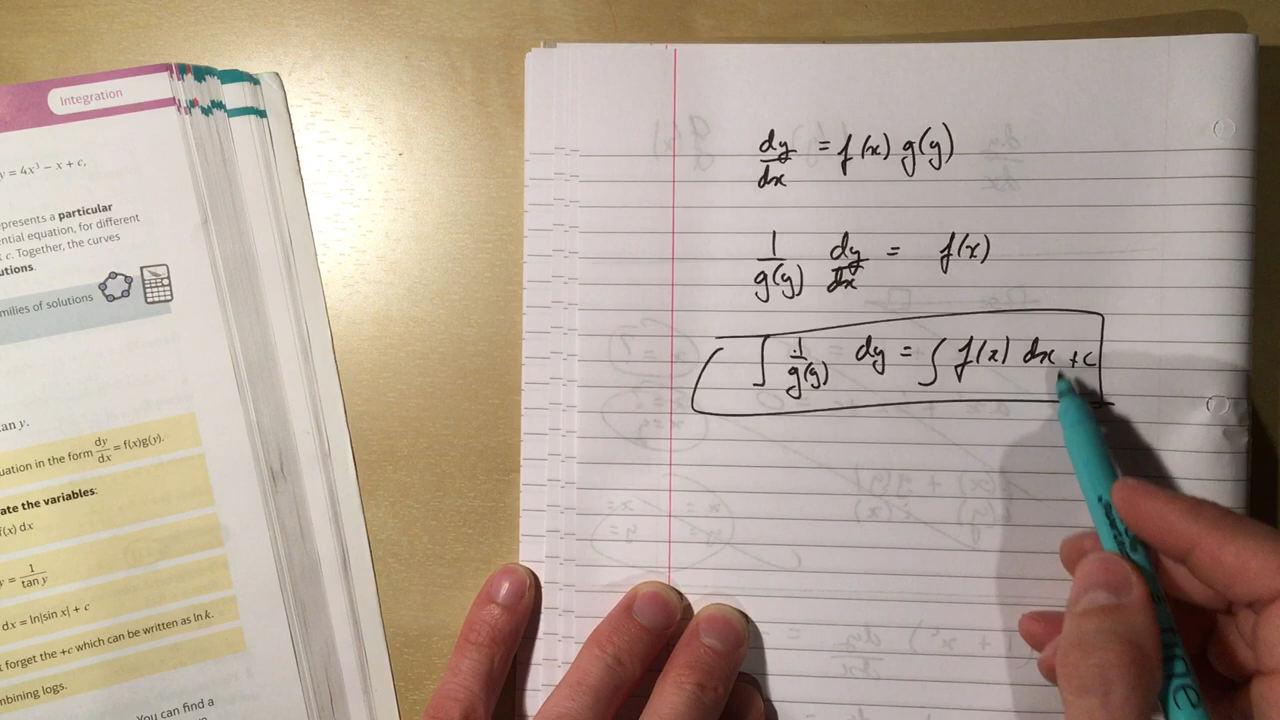 Integration
y = 4x³ − x + c,
presents a particular
ntial equation, for different
c. Together, the curves
utions.
milies of solutions
an y.
uation in the form dy/dx = f(x)g(y).
ate the variables:
f(x) dx
y = 1/tan y
dx = ln|sin x| + c
forget the +c which can be written as ln k.
mbining logs.
You can find a
dy/dx = f(x) g(y)
1/g(y) dy/dx = f(x)
∫ 1/g(y) dy = ∫ f(x) dx + c